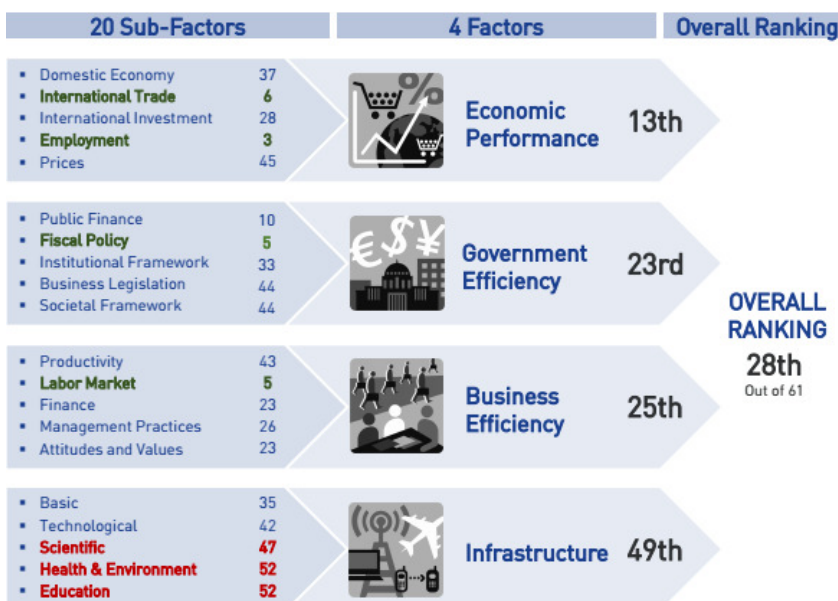 20 Sub-Factors 4 Factors Overall Ranking
▪ Domestic Economy 37
▪ International Trade 6
▪ International Investment 28
▪ Employment 3
▪ Prices 45
Economic
Performance
13th
▪ Public Finance 10
▪ Fiscal Policy 5
▪ Institutional Framework 33
▪ Business Legislation 44
▪ Societal Framework 44
€$¥
Government
Efficiency
23rd
▪ Productivity 43
▪ Labor Market 5
▪ Finance 23
▪ Management Practices 26
▪ Attitudes and Values 23
Business
Efficiency
25th
▪ Basic 35
▪ Technological 42
▪ Scientific 47
▪ Health & Environment 52
▪ Education 52
Infrastructure 49th
OVERALL
RANKING
28th
Out of 61
%